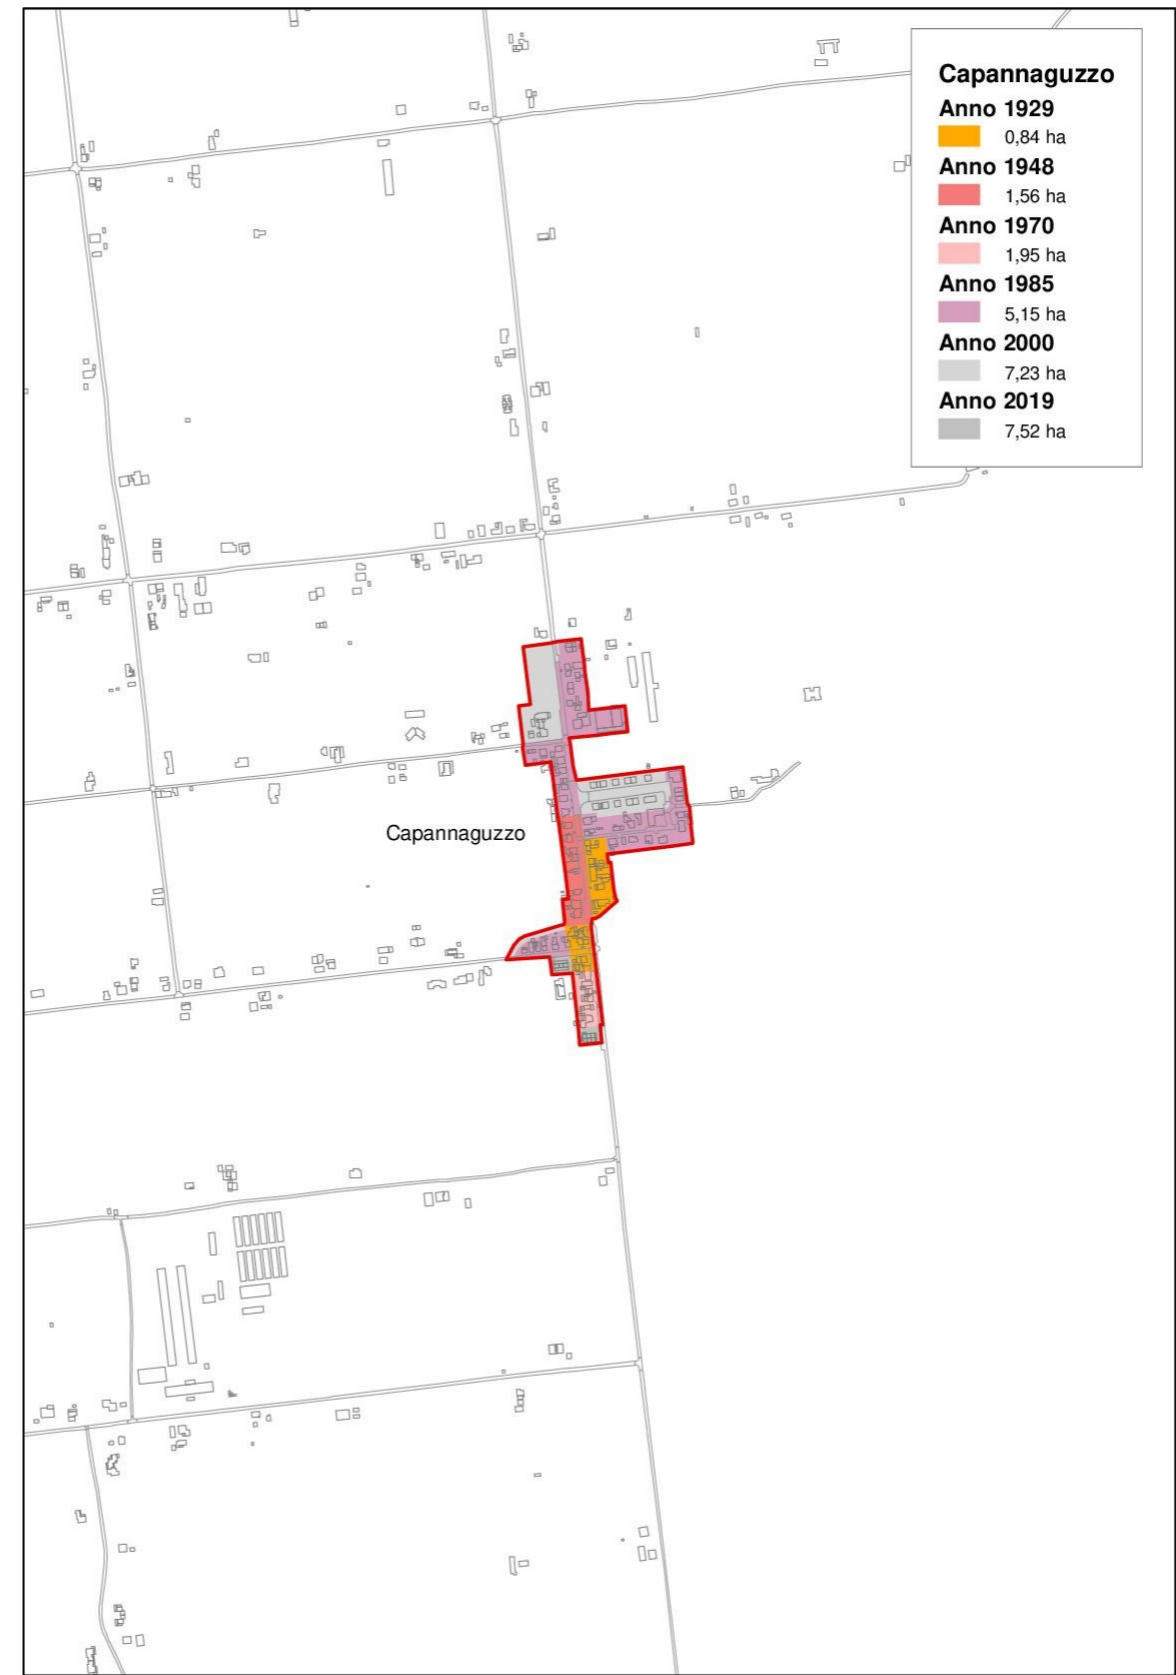 Capannaguzzo
Anno 1929
0,84 ha
Anno 1948
1,56 ha
Anno 1970
1,95 ha
Anno 1985
5,15 ha
Anno 2000
7,23 ha
Anno 2019
7,52 ha
Capannaguzzo